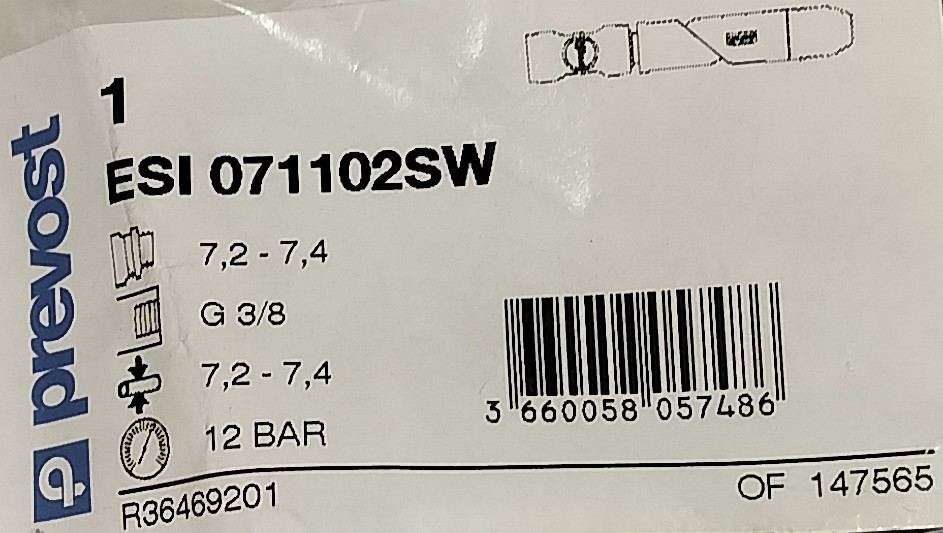 prevost
1
ESI 071102SW
7,2 - 7,4
G 3/8
7,2 - 7,4
12 BAR
3 660058 057486
R36469201
OF 147565